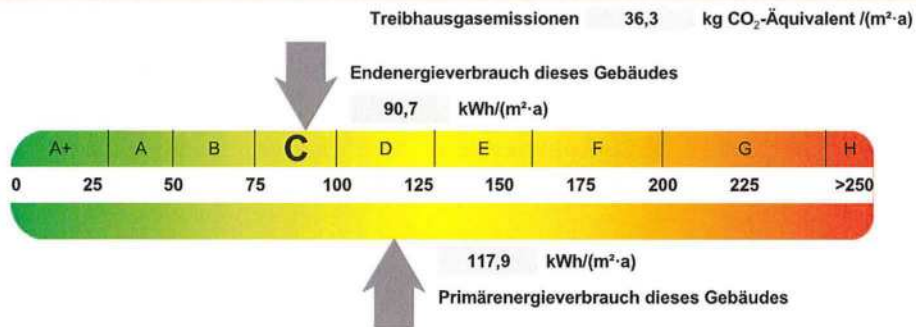 Treibhausgasemissionen 36,3 kg CO₂-Äquivalent /(m²·a)
Endenergieverbrauch dieses Gebäudes
90,7 kWh/(m²·a)
A+ A B C D E F G H
0 25 50 75 100 125 150 175 200 225 >250
117,9 kWh/(m²·a)
Primärenergieverbrauch dieses Gebäudes